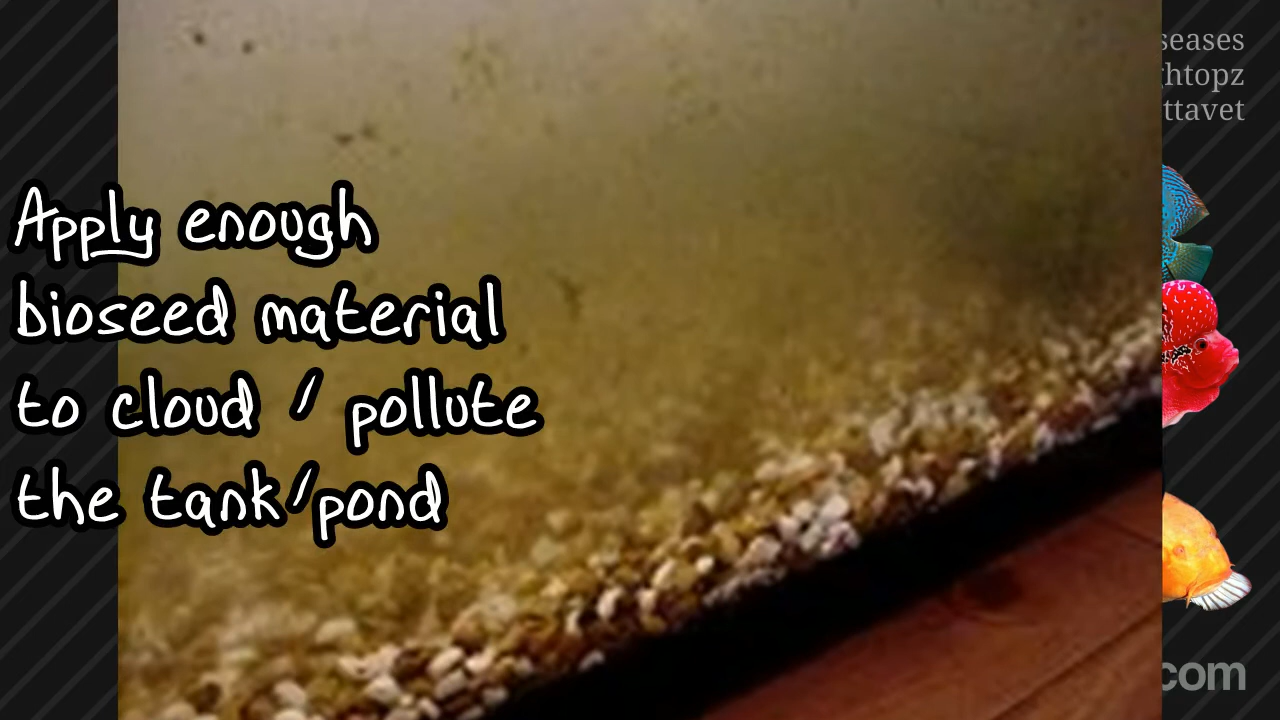 Apply enough
bioseed material
to cloud / pollute
the tank/pond
seases
htopz
ttavet
com